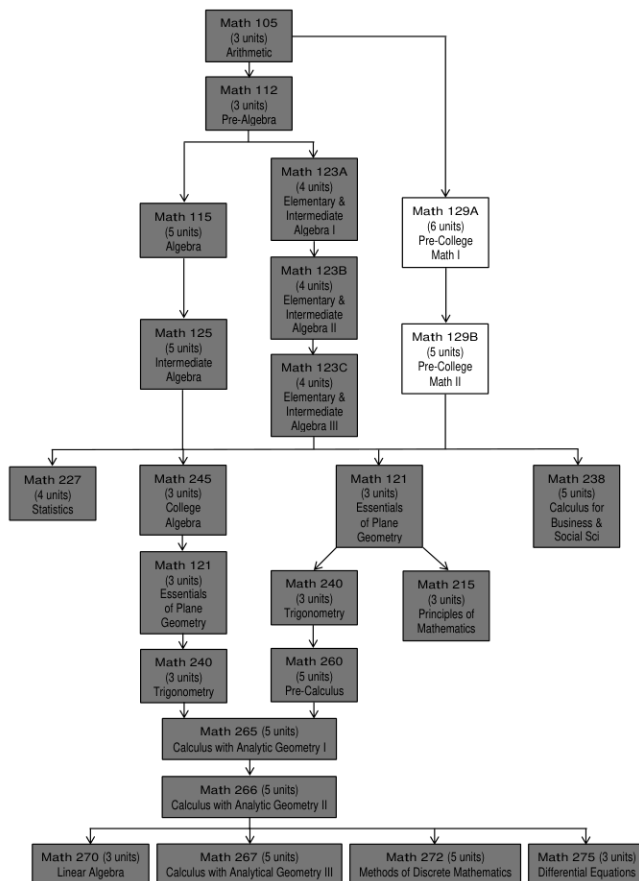 Math 105
(3 units)
Arithmetic
Math 112
(3 units)
Pre-Algebra
Math 115
(5 units)
Algebra
Math 123A
(4 units)
Elementary &
Intermediate
Algebra I
Math 129A
(6 units)
Pre-College
Math I
Math 123B
(4 units)
Elementary &
Intermediate
Algebra II
Math 125
(5 units)
Intermediate
Algebra
Math 123C
(4 units)
Elementary &
Intermediate
Algebra III
Math 129B
(5 units)
Pre-College
Math II
Math 227
(4 units)
Statistics
Math 245
(3 units)
College
Algebra
Math 121
(3 units)
Essentials
of Plane
Geometry
Math 238
(5 units)
Calculus for
Business &
Social Sci
Math 121
(3 units)
Essentials
of Plane
Geometry
Math 240
(3 units)
Trigonometry
Math 215
(3 units)
Principles of
Mathematics
Math 240
(3 units)
Trigonometry
Math 260
(5 units)
Pre-Calculus
Math 265 (5 units)
Calculus with Analytic Geometry I
Math 266 (5 units)
Calculus with Analytic Geometry II
Math 270 (3 units)
Linear Algebra
Math 267 (5 units)
Calculus with Analytical Geometry III
Math 272 (5 units)
Methods of Discrete Mathematics
Math 275 (3 units)
Differential Equations